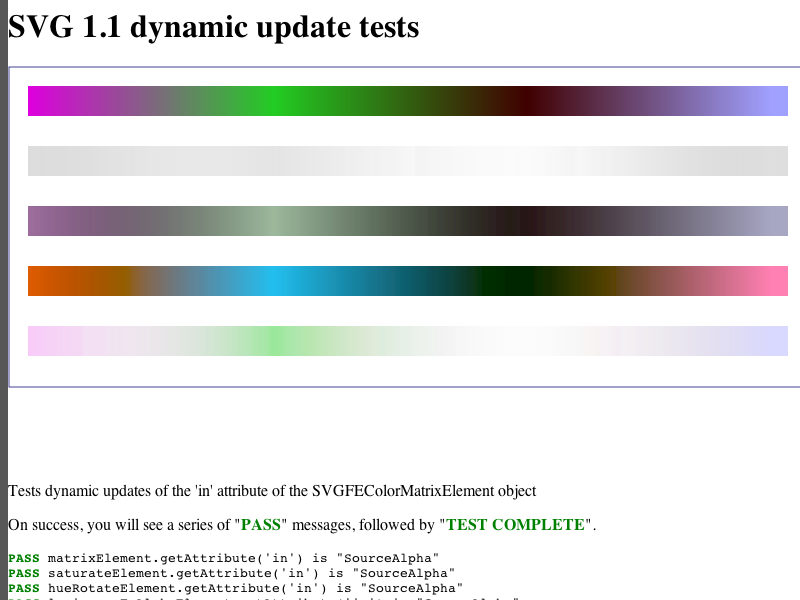 SVG 1.1 dynamic update tests
Tests dynamic updates of the 'in' attribute of the SVGFEColorMatrixElement object
On success, you will see a series of "PASS" messages, followed by "TEST COMPLETE".
PASS matrixElement.getAttribute('in') is "SourceAlpha"
PASS saturateElement.getAttribute('in') is "SourceAlpha"
PASS hueRotateElement.getAttribute('in') is "SourceAlpha"